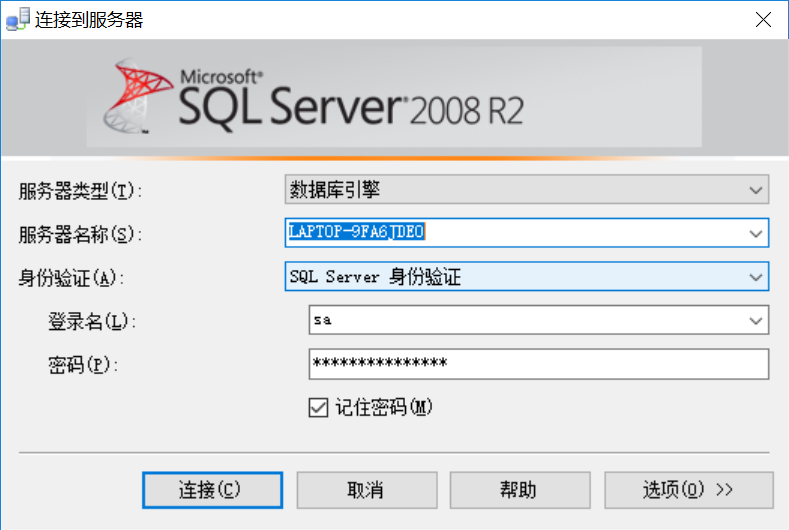 连接到服务器
Microsoft®
SQL Server® 2008 R2
服务器类型(T): 数据库引擎
服务器名称(S): LAPTOP-9FA6JDEO
身份验证(A): SQL Server 身份验证
登录名(L): sa
密码(P): ***************
记住密码(M)
连接(C) 取消 帮助 选项(O) >>